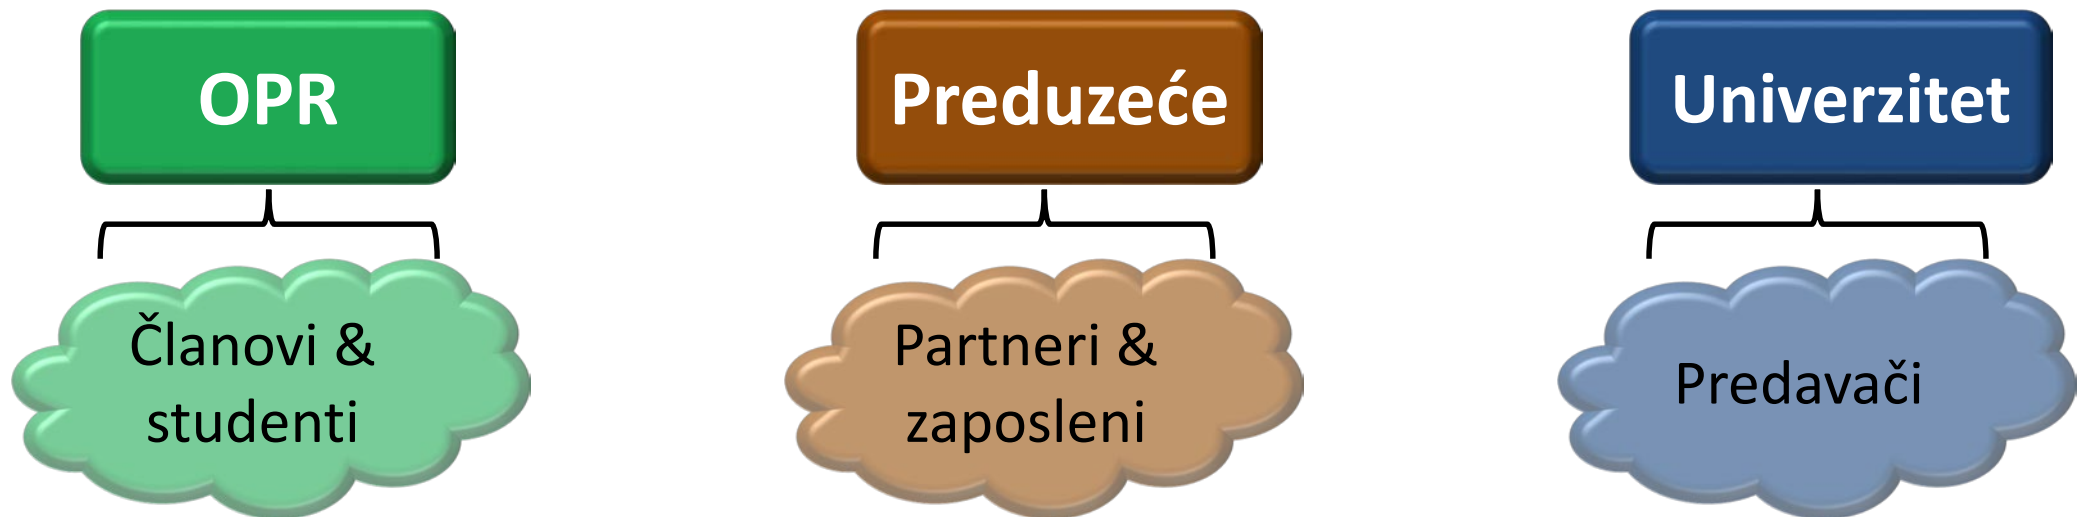 OPR
Preduzeće
Univerzitet
Članovi &
studenti
Partneri &
zaposleni
Predavači